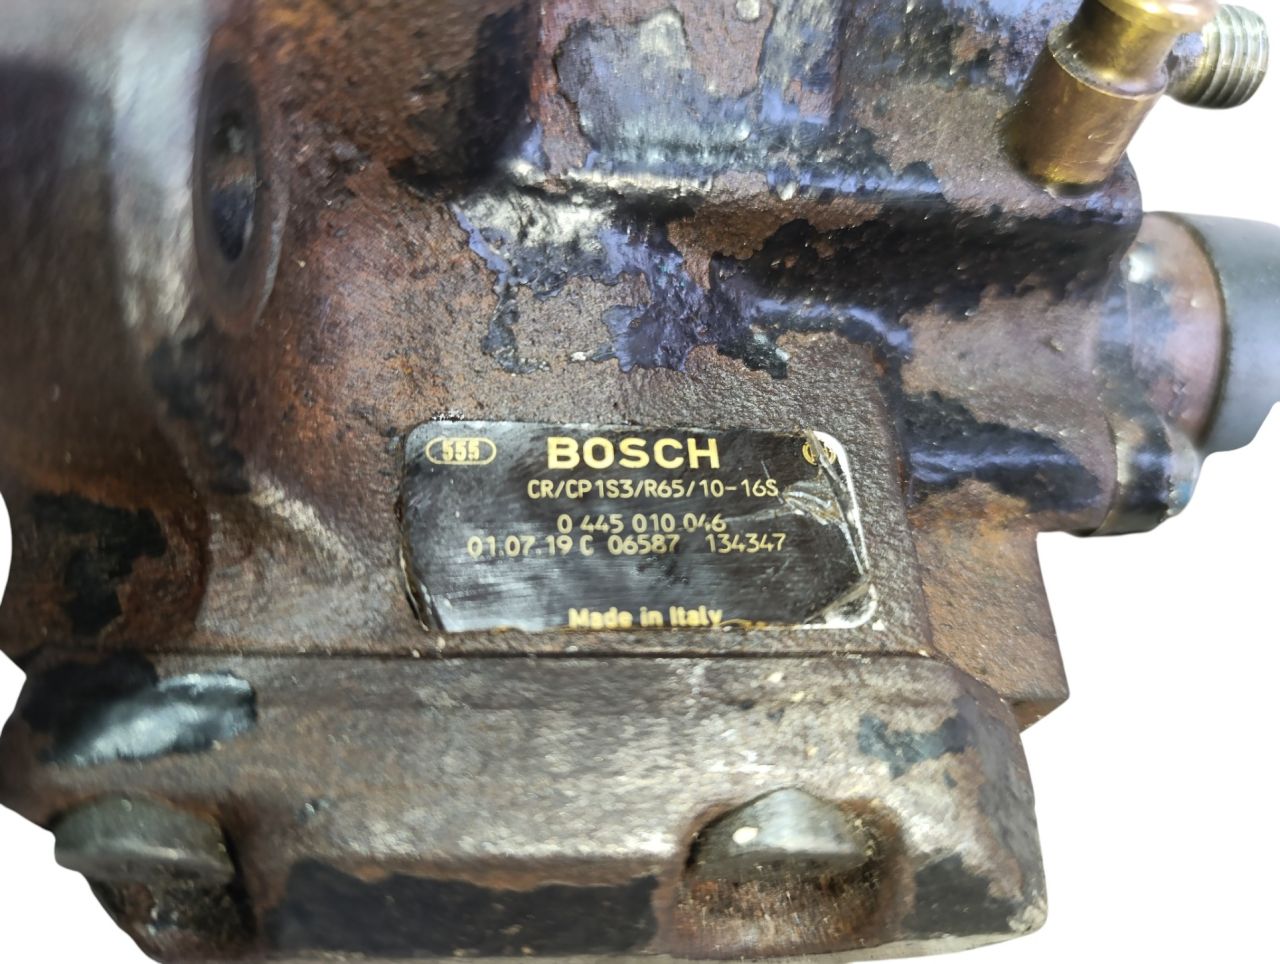 555 BOSCH
CR/CP1S3/R65/10-16S
0 445 010 046
01.07.19 C 06587 134347
Made in Italy